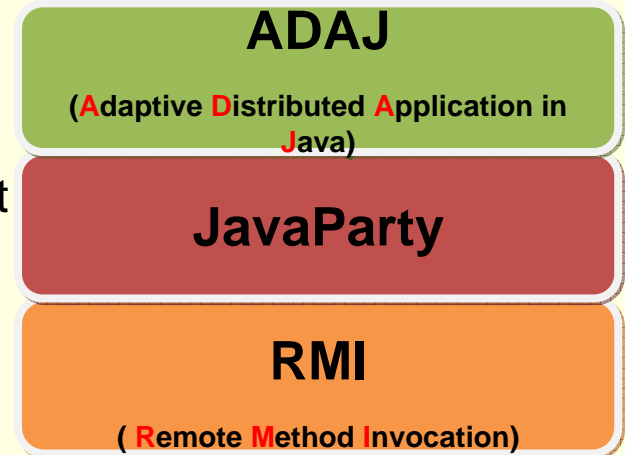 ADAJ
(Adaptive Distributed Application in
Java)
t
JavaParty
RMI
( Remote Method Invocation)